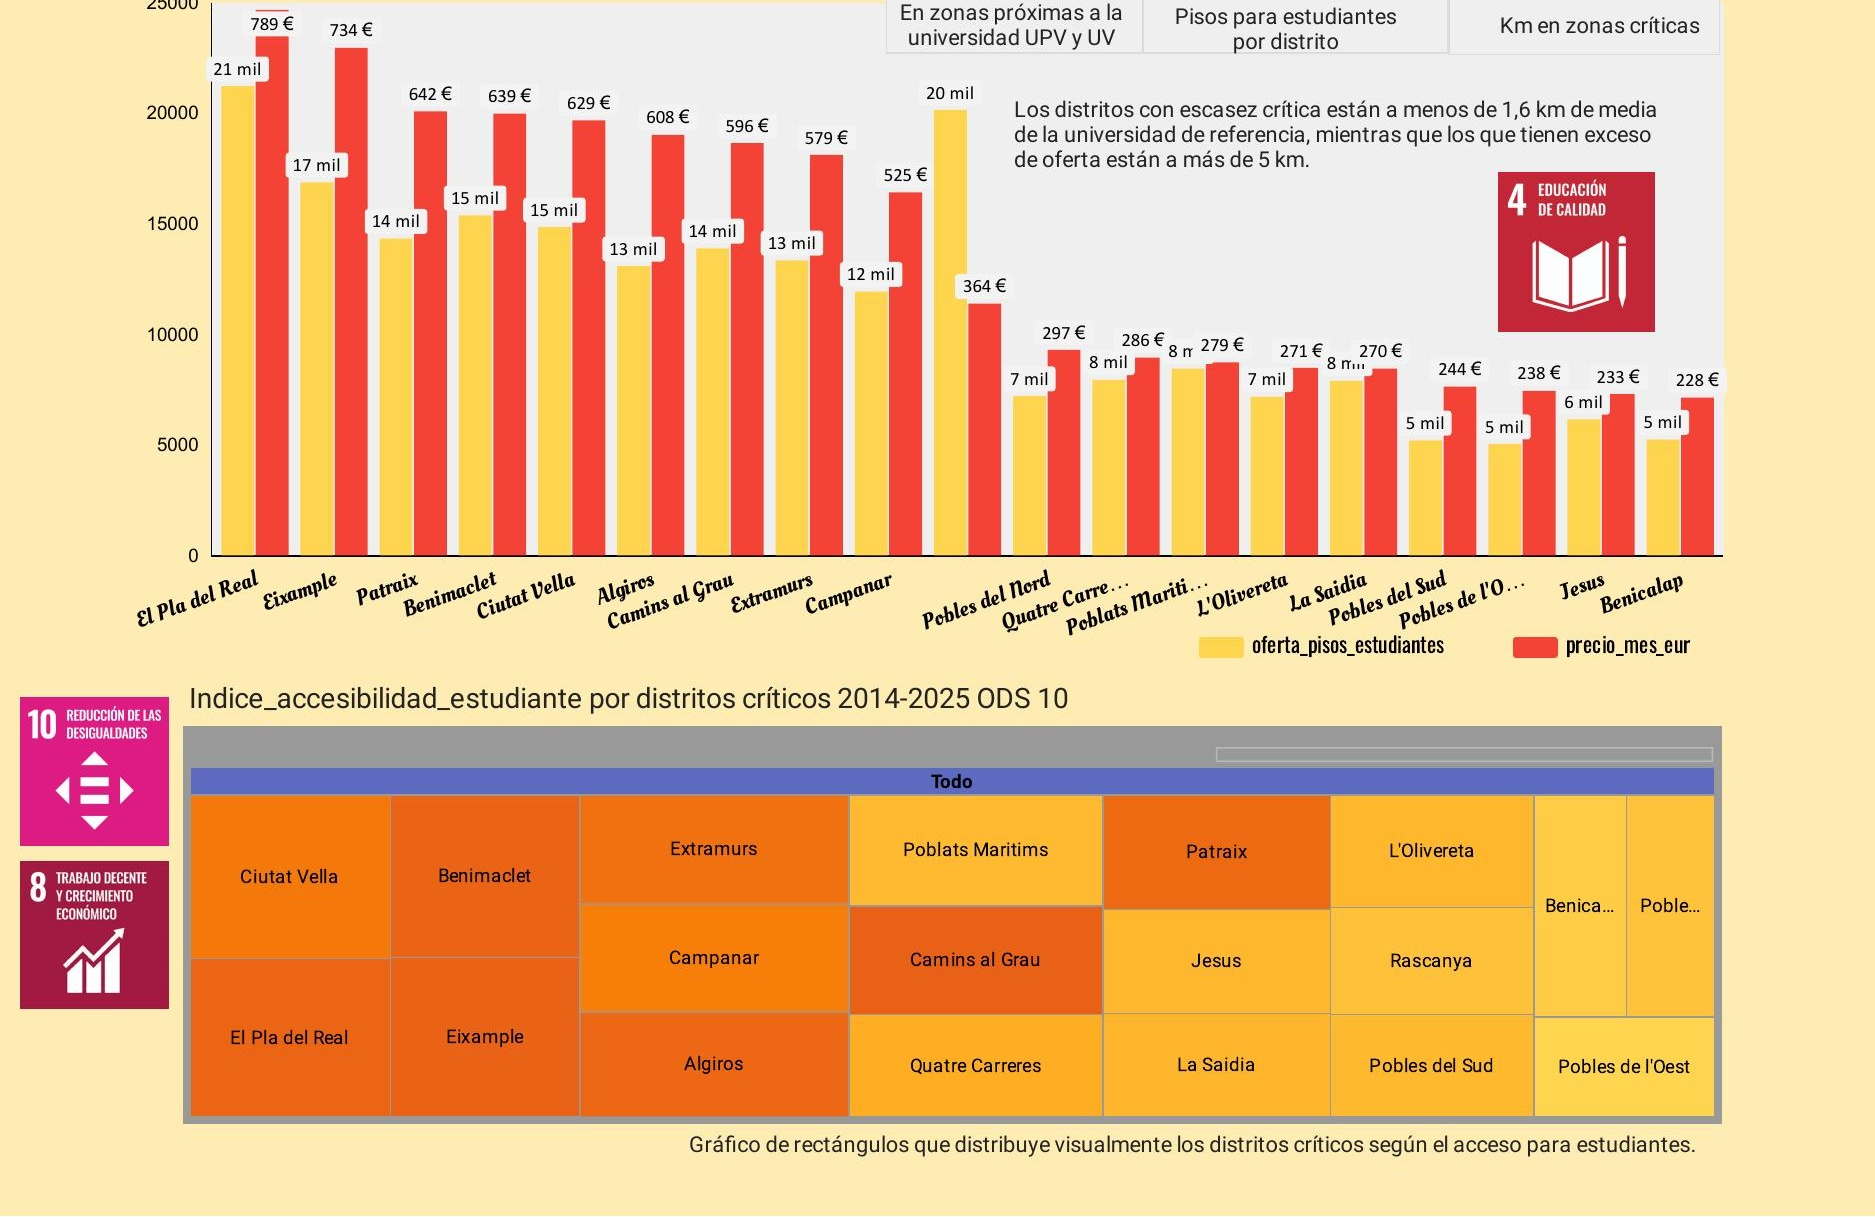 25000
20000
15000
10000
5000
0
En zonas próximas a la
universidad UPV y UV
Pisos para estudiantes
por distrito
Km en zonas críticas
Los distritos con escasez crítica están a menos de 1,6 km de media
de la universidad de referencia, mientras que los que tienen exceso
de oferta están a más de 5 km.
4 EDUCACIÓN
DE CALIDAD
21 mil
789 €
17 mil
734 €
14 mil
642 €
15 mil
639 €
15 mil
629 €
13 mil
608 €
14 mil
596 €
13 mil
579 €
12 mil
525 €
20 mil
364 €
7 mil
297 €
8 mil
286 €
279 €
7 mil
271 €
8 mil
270 €
5 mil
244 €
5 mil
238 €
6 mil
233 €
5 mil
228 €
El Pla del Real
Eixample
Patraix
Benimaclet
Ciutat Vella
Algiros
Camins al Grau
Extramurs
Campanar
Pobles del Nord
Quatre Carre…
Poblats Mariti…
L'Olivereta
La Saidia
Pobles del Sud
Pobles de l'O…
Jesus
Benicalap
oferta_pisos_estudiantes
precio_mes_eur
Indice_accesibilidad_estudiante por distritos críticos 2014-2025 ODS 10
10 REDUCCIÓN DE LAS
DESIGUALDADES
8 TRABAJO DECENTE
Y CRECIMIENTO
ECONÓMICO
Todo
Ciutat Vella
El Pla del Real
Benimaclet
Eixample
Extramurs
Campanar
Algiros
Poblats Maritims
Camins al Grau
Quatre Carreres
Patraix
Jesus
La Saidia
L'Olivereta
Rascanya
Pobles del Sud
Benica…
Poble…
Pobles de l'Oest
Gráfico de rectángulos que distribuye visualmente los distritos críticos según el acceso para estudiantes.